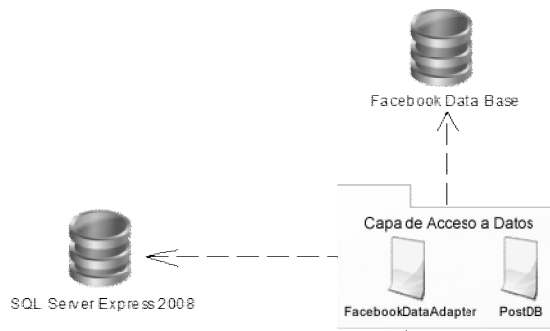 Facebook Data Base
Capa de Acceso a Datos
SQL Server Express 2008
FacebookDataAdapter
PostDB